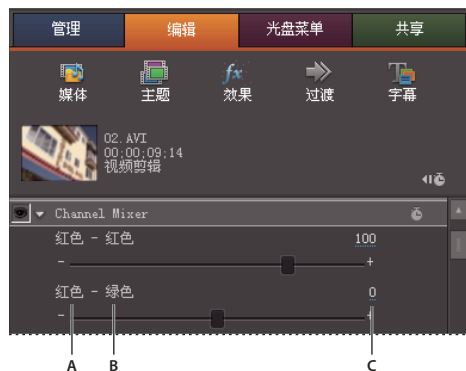 管理 编辑 光盘菜单 共享
fx
媒体 主题 效果 过渡 字幕
02. AVI
00;00;09;14
视频剪辑
Channel Mixer
红色 - 红色 100
- +
红色 - 绿色 0
- +
A B C